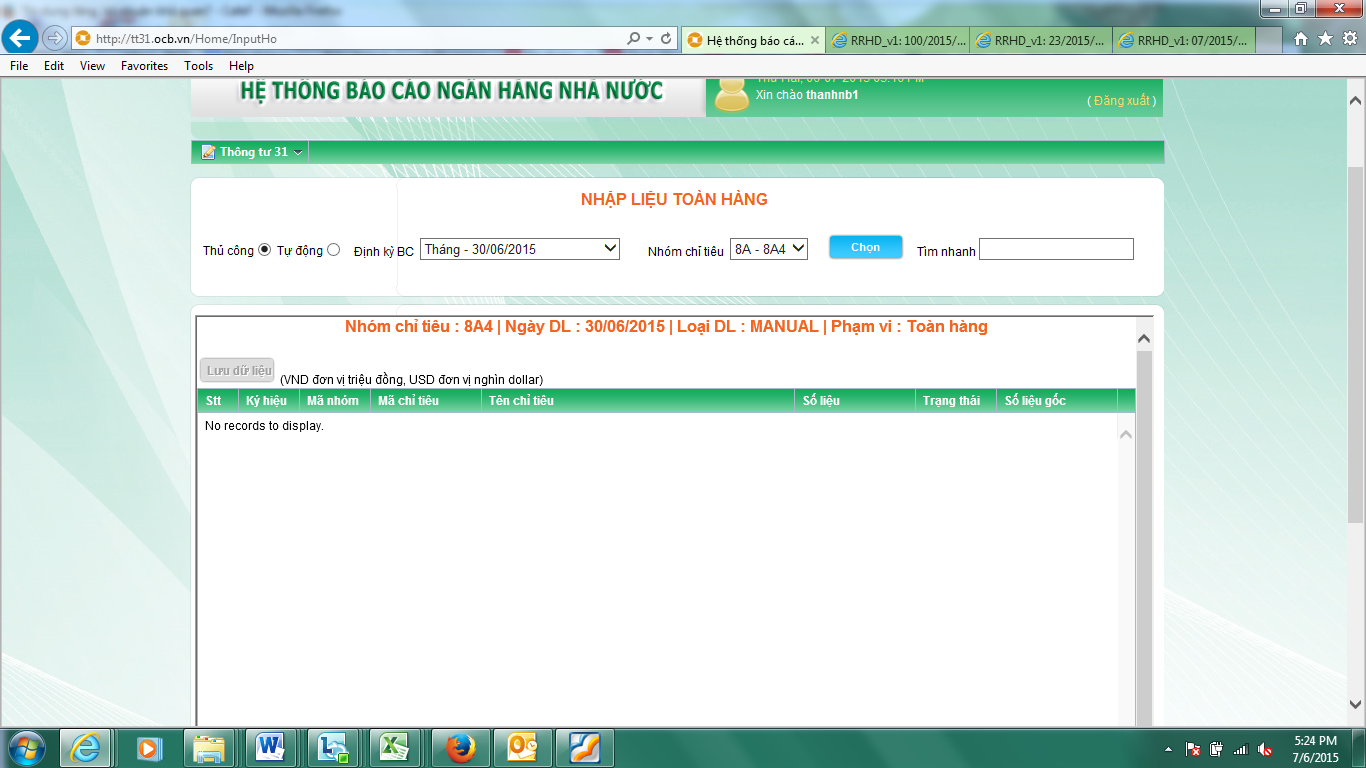 http://tt31.ocb.vn/Home/InputHo
Hệ thống báo cá...
RRHD_v1: 100/2015/...
RRHD_v1: 23/2015/...
RRHD_v1: 07/2015/...
File Edit View Favorites Tools Help
HỆ THỐNG BÁO CÁO NGÂN HÀNG NHÀ NƯỚC
Xin chào thanhnb1
( Đăng xuất )
Thông tư 31
NHẬP LIỆU TOÀN HÀNG
Thủ công Tự động Định kỳ BC Tháng - 30/06/2015 Nhóm chỉ tiêu 8A - 8A4 Chọn Tìm nhanh
Nhóm chỉ tiêu : 8A4 | Ngày DL : 30/06/2015 | Loại DL : MANUAL | Phạm vi : Toàn hàng
Lưu dữ liệu (VND đơn vị triệu đồng, USD đơn vị nghìn dollar)
Stt Ký hiệu Mã nhóm Mã chỉ tiêu Tên chỉ tiêu Số liệu Trạng thái Số liệu gốc
No records to display.
5:24 PM
7/6/2015